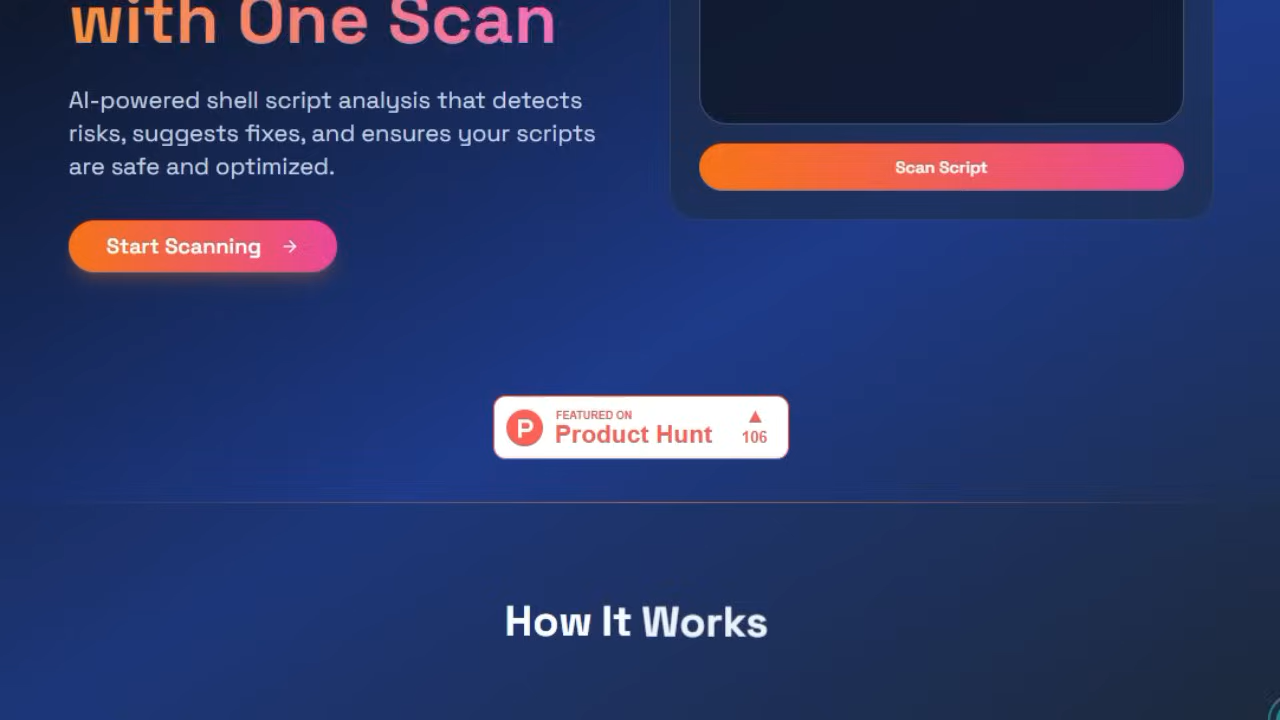 with One Scan
AI-powered shell script analysis that detects
risks, suggests fixes, and ensures your scripts
are safe and optimized.
Start Scanning →
Scan Script
P
FEATURED ON
Product Hunt
▲
106
How It Works